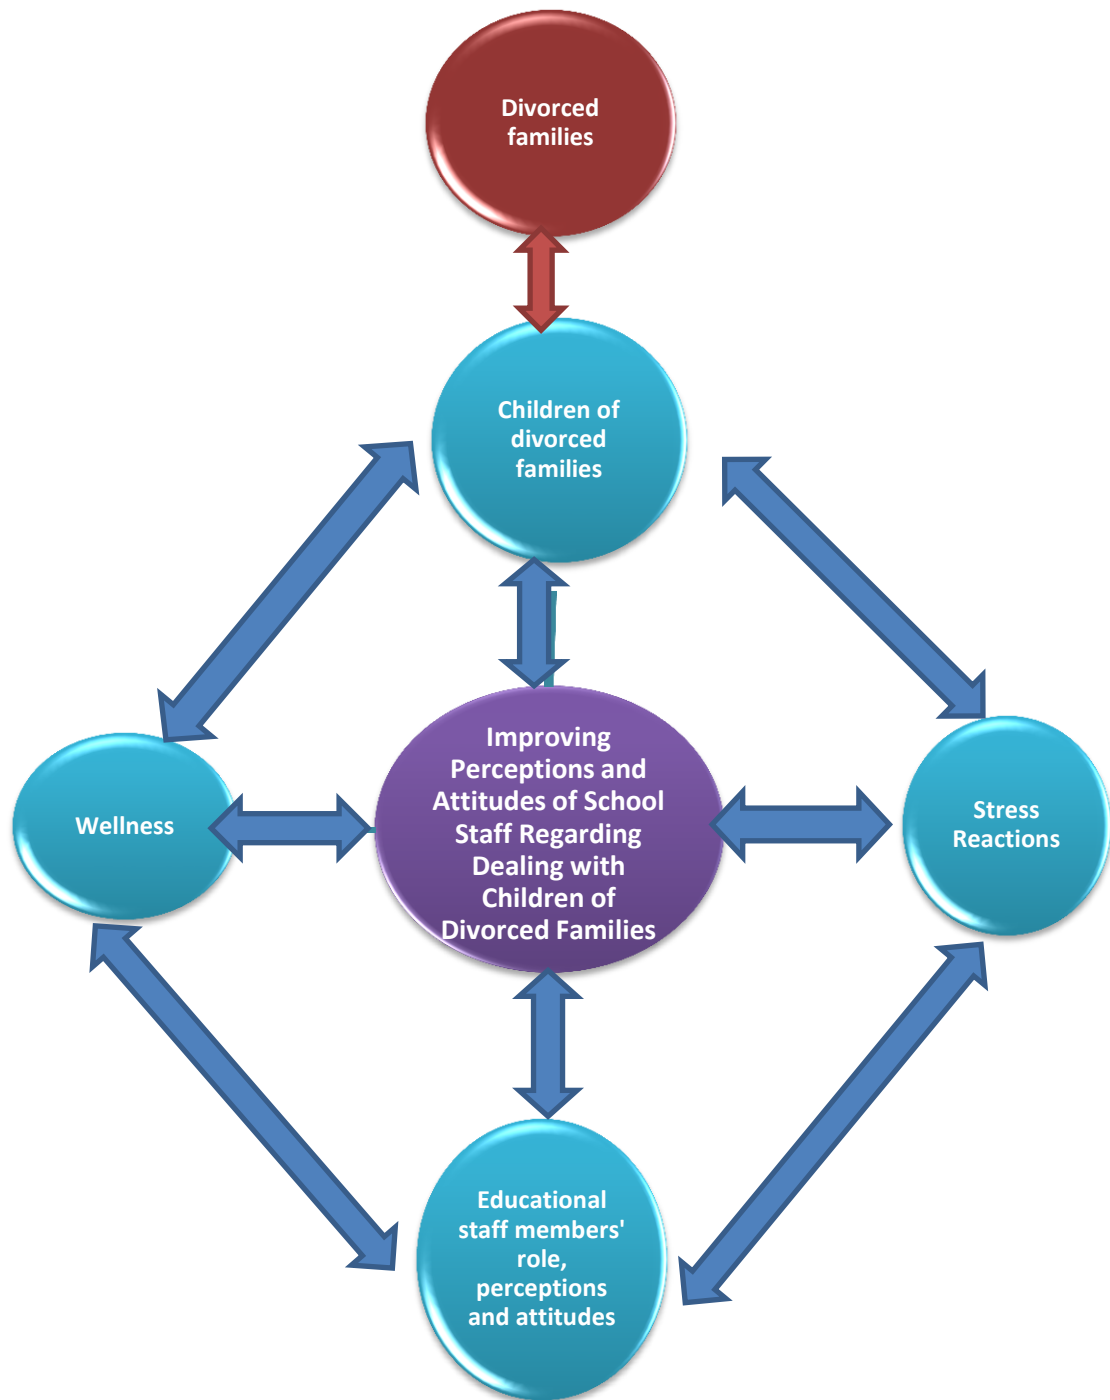 Divorced
families
Children of
divorced
families
Improving
Perceptions and
Attitudes of School
Staff Regarding
Dealing with
Children of
Divorced Families
Wellness
Stress
Reactions
Educational
staff members'
role,
perceptions
and attitudes